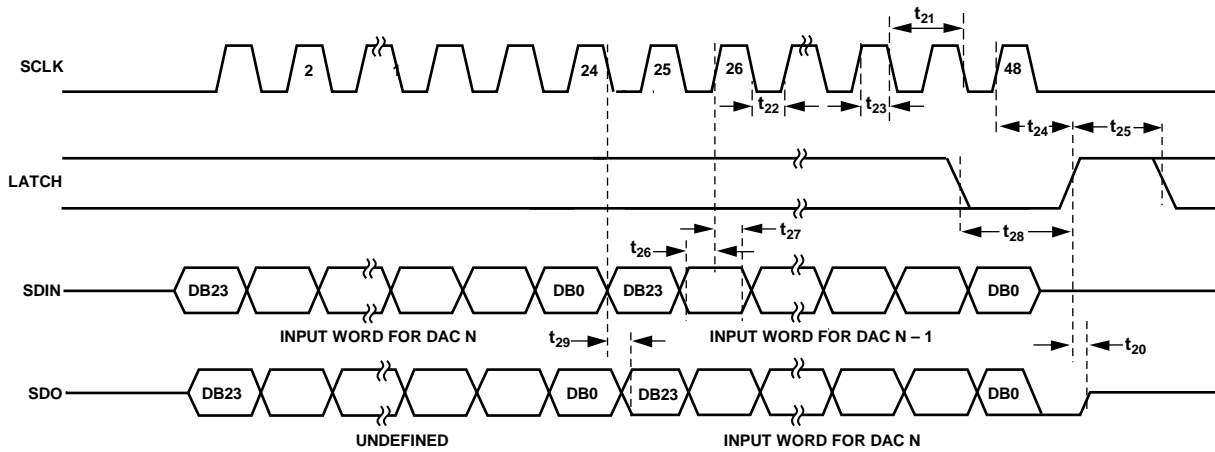 t21
SCLK
2
1
24
25
26
48
t22
t23
t24
t25
LATCH
t27
t28
t26
SDIN
DB23
DB0
DB23
DB0
INPUT WORD FOR DAC N
INPUT WORD FOR DAC N – 1
t29
t20
SDO
DB23
DB0
DB23
DB0
UNDEFINED
INPUT WORD FOR DAC N